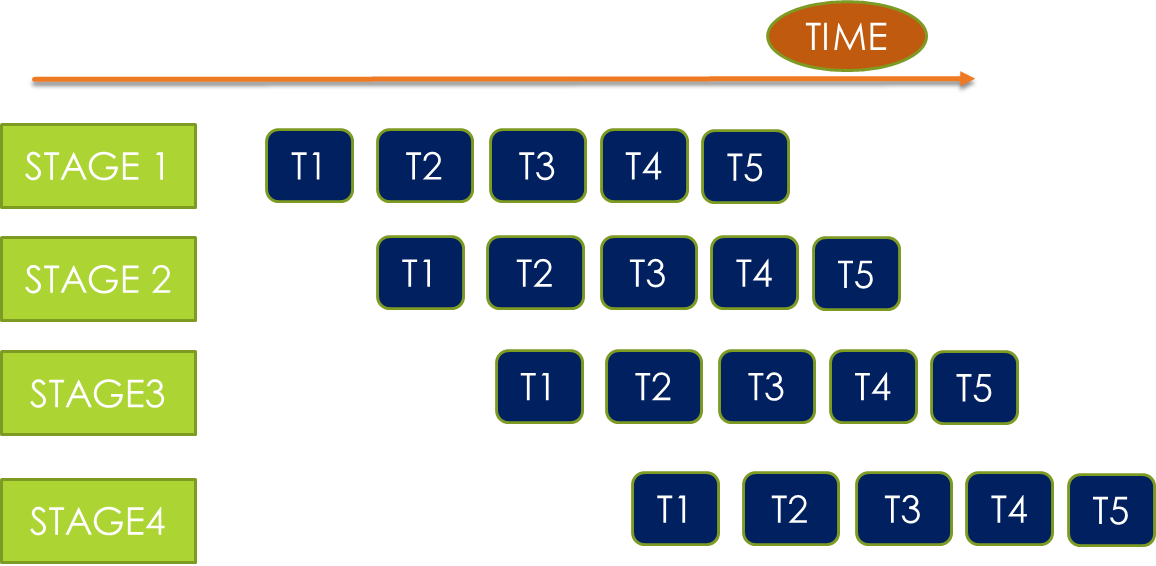 TIME
STAGE 1 T1 T2 T3 T4 T5
STAGE 2 T1 T2 T3 T4 T5
STAGE3 T1 T2 T3 T4 T5
STAGE4 T1 T2 T3 T4 T5